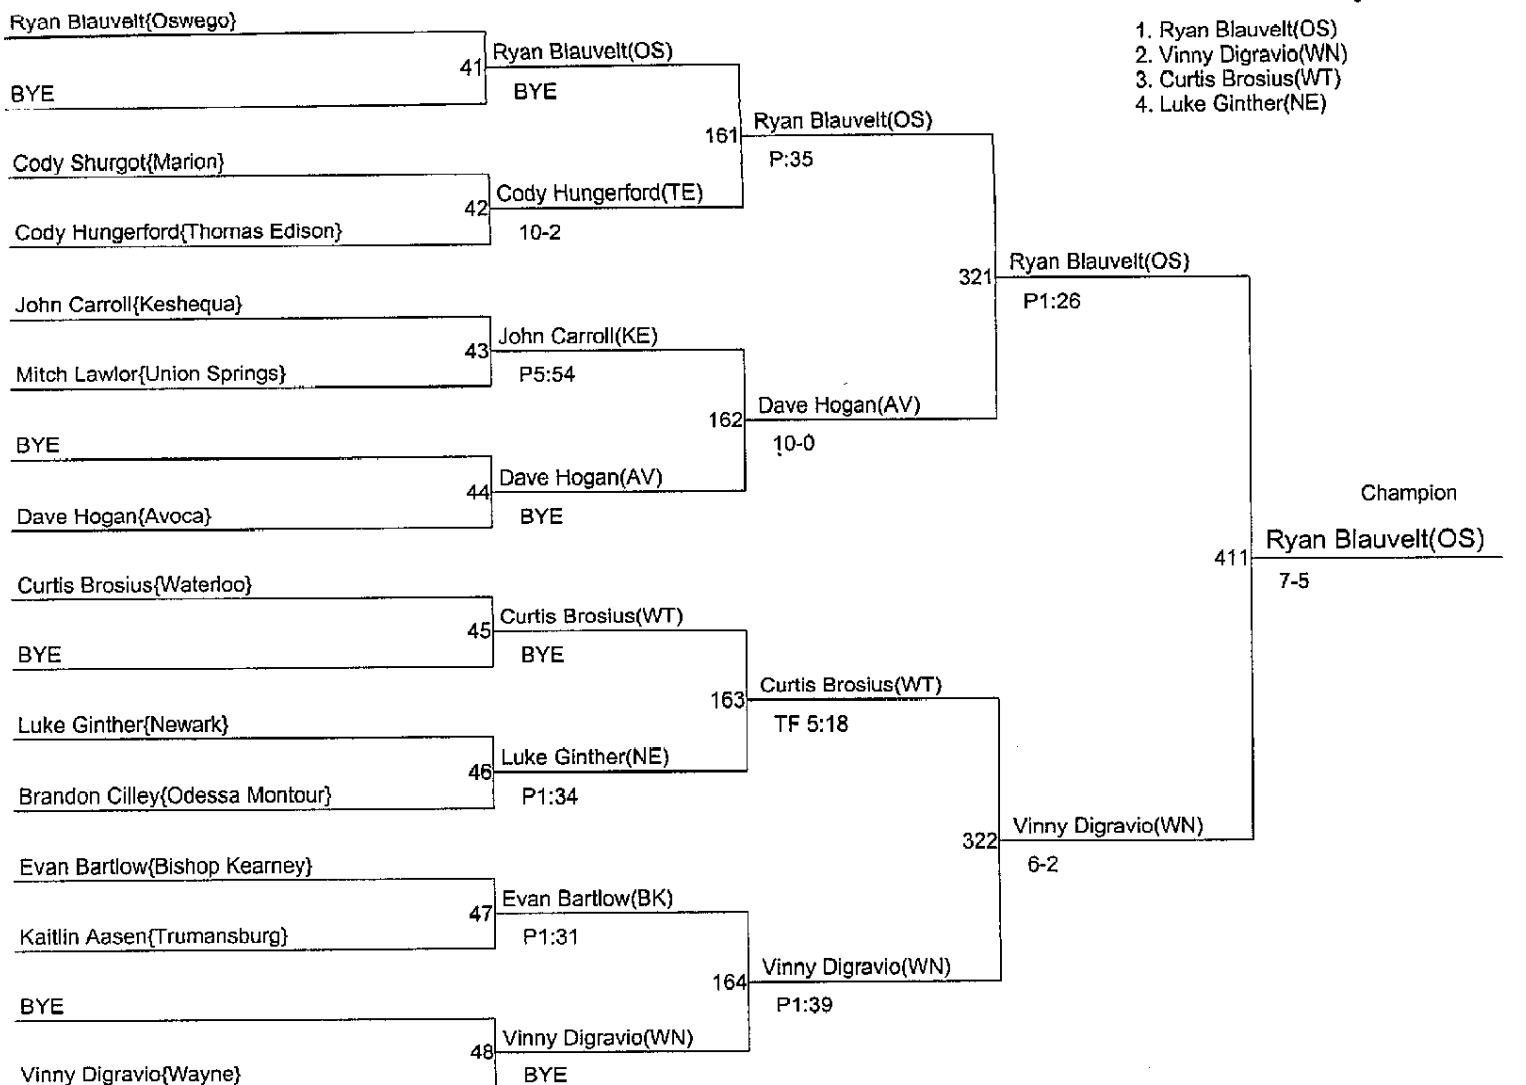 Ryan Blauvelt{Oswego}
BYE
Cody Shurgot{Marion}
Cody Hungerford{Thomas Edison}
John Carroll{Keshequa}
Mitch Lawlor{Union Springs}
BYE
Dave Hogan{Avoca}
Curtis Brosius{Waterloo}
BYE
Luke Ginther{Newark}
Brandon Cilley{Odessa Montour}
Evan Bartlow{Bishop Kearney}
Kaitlin Aasen{Trumansburg}
BYE
Vinny Digravio{Wayne}
41 Ryan Blauvelt(OS)
BYE
42 Cody Hungerford(TE)
10-2
43 John Carroll(KE)
P5:54
44 Dave Hogan(AV)
BYE
45 Curtis Brosius(WT)
BYE
46 Luke Ginther(NE)
P1:34
47 Evan Bartlow(BK)
P1:31
48 Vinny Digravio(WN)
BYE
161 Ryan Blauvelt(OS)
P:35
162 Dave Hogan(AV)
10-0
163 Curtis Brosius(WT)
TF 5:18
164 Vinny Digravio(WN)
P1:39
321 Ryan Blauvelt(OS)
P1:26
322 Vinny Digravio(WN)
6-2
Champion
411 Ryan Blauvelt(OS)
7-5
1. Ryan Blauvelt(OS)
2. Vinny Digravio(WN)
3. Curtis Brosius(WT)
4. Luke Ginther(NE)